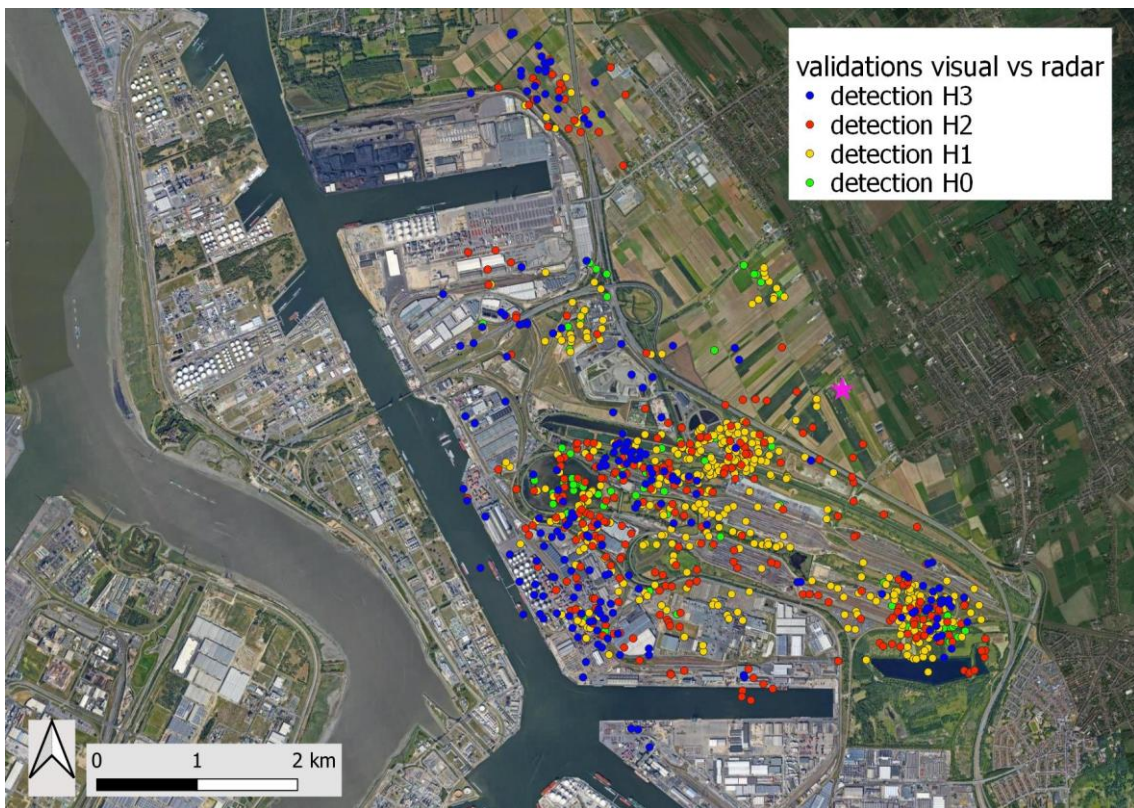 validations visual vs radar
detection H3
detection H2
detection H1
detection H0
0 1 2 km